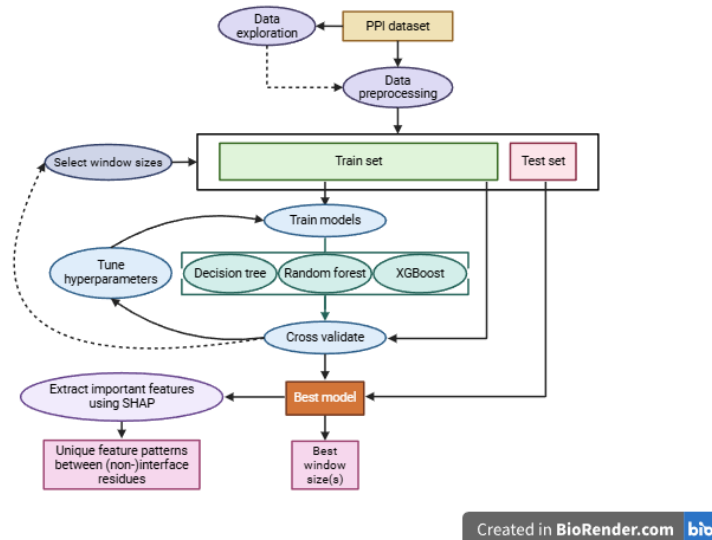 Data
exploration
PPI dataset
Data
preprocessing
Select window sizes
Train set
Test set
Train models
Tune
hyperparameters
Decision tree
Random forest
XGBoost
Cross validate
Extract important features
using SHAP
Best model
Unique feature patterns
between (non-)interface
residues
Best
window
size(s)
Created in BioRender.com
bio